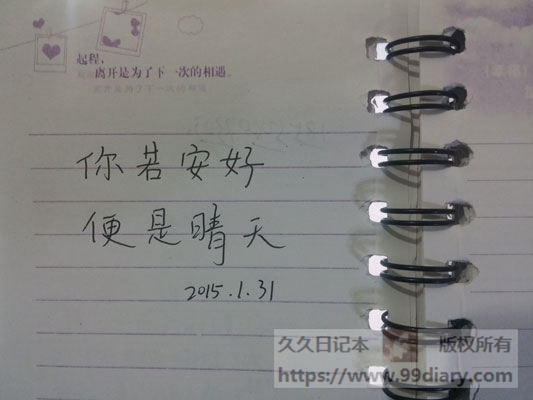 起程,
离开是为了下一次的相遇。
你若安好
便是晴天
2015.1.31
久久日记本 版权所有
https://www.99diary.com